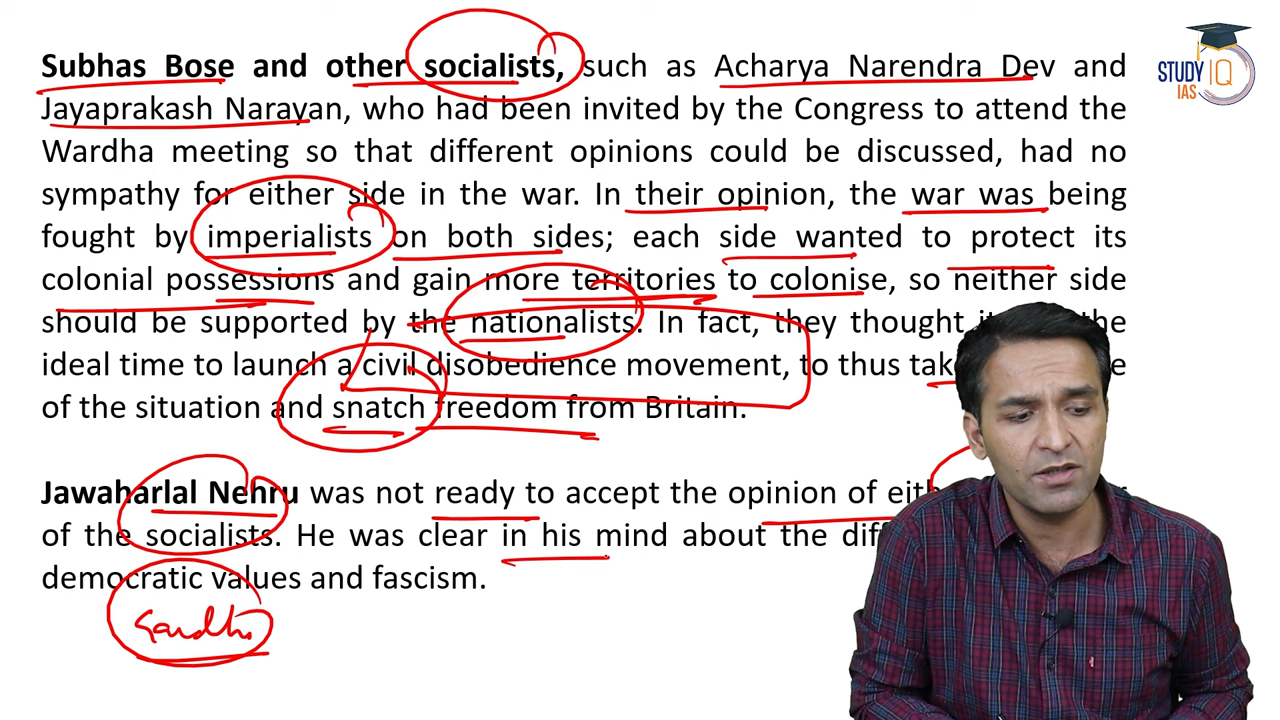 Subhas Bose and other socialists, such as Acharya Narendra Dev and
Jayaprakash Narayan, who had been invited by the Congress to attend the
Wardha meeting so that different opinions could be discussed, had no
sympathy for either side in the war. In their opinion, the war was being
fought by imperialists on both sides; each side wanted to protect its
colonial possessions and gain more territories to colonise, so neither side
should be supported by the nationalists. In fact, they thought the
ideal time to launch a civil disobedience movement, to thus
of the situation and snatch freedom from Britain.
Jawaharlal Nehru was not ready to accept the opinion of
of the socialists. He was clear in his mind about the
democratic values and fascism.
Gandhi
STUDY IQ
IAS